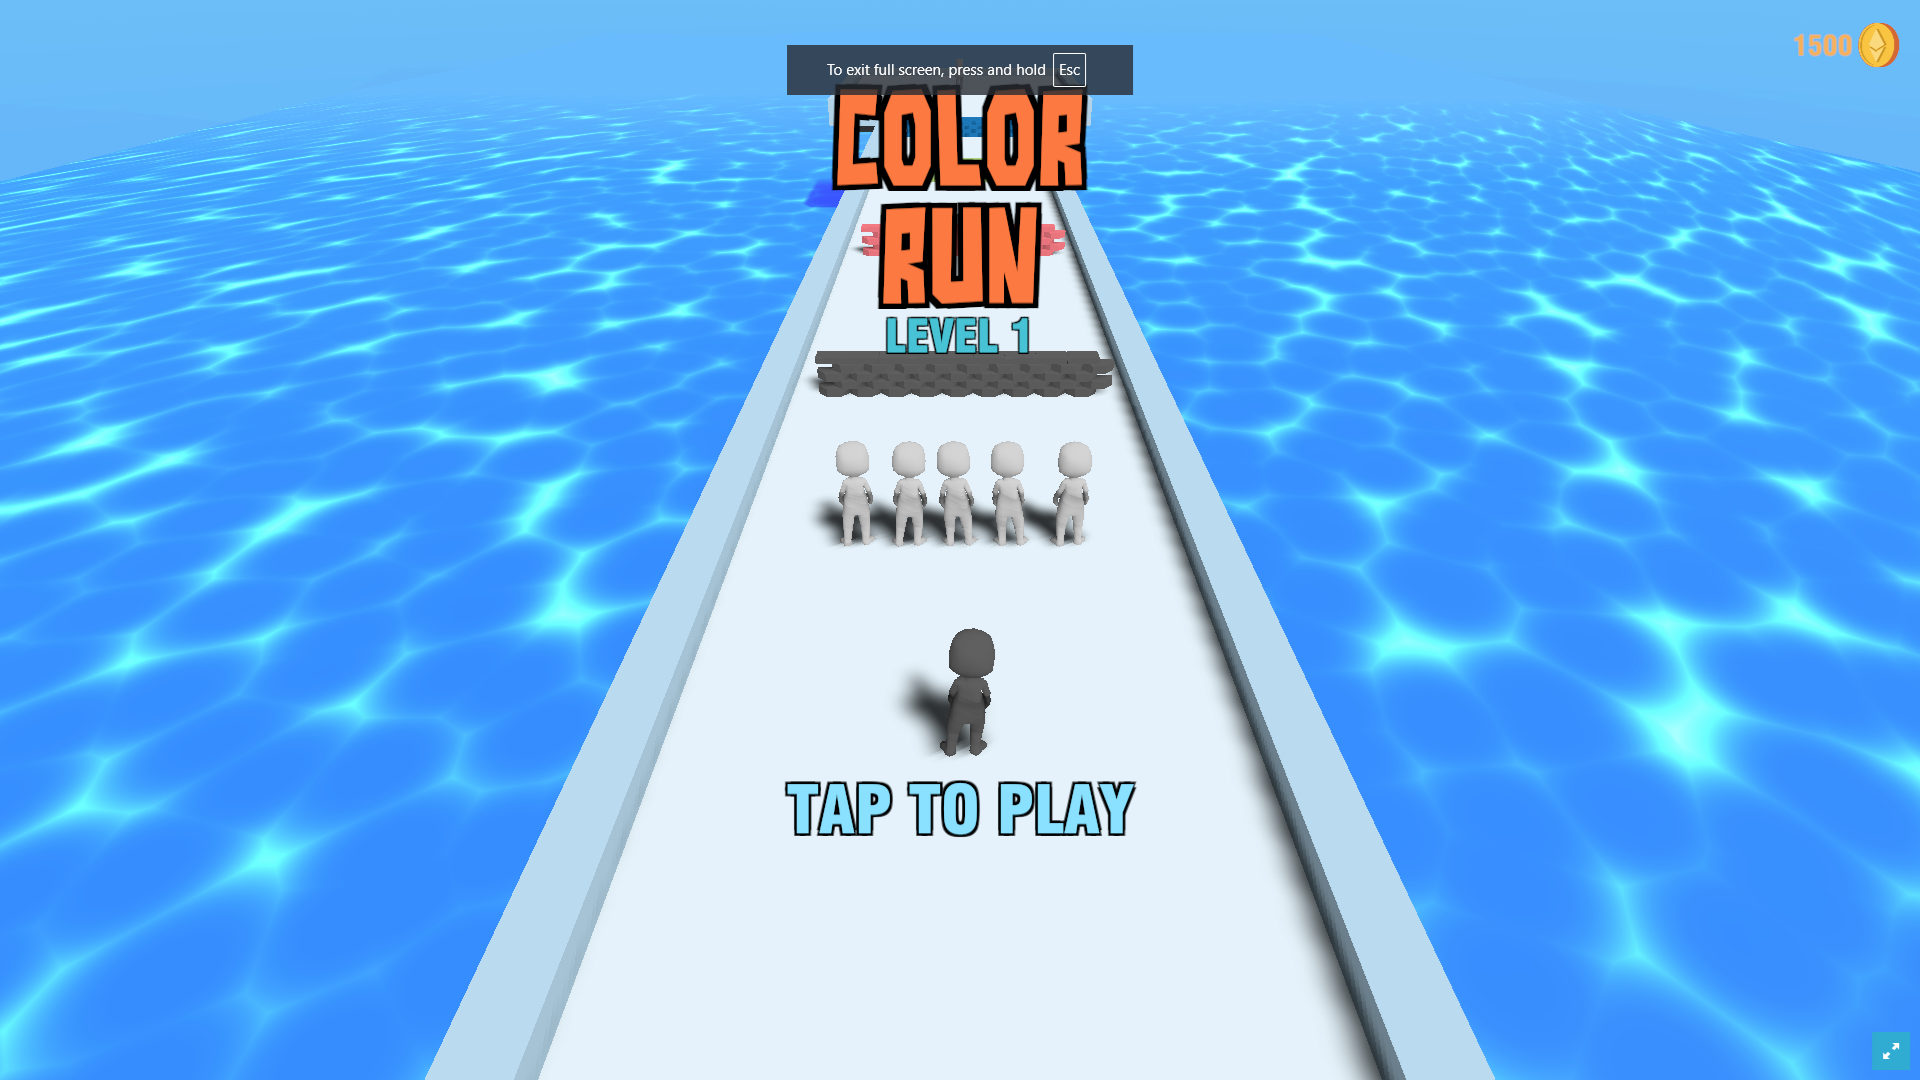 1500
To exit full screen, press and hold Esc
COLOR
RUN
LEVEL 1
TAP TO PLAY